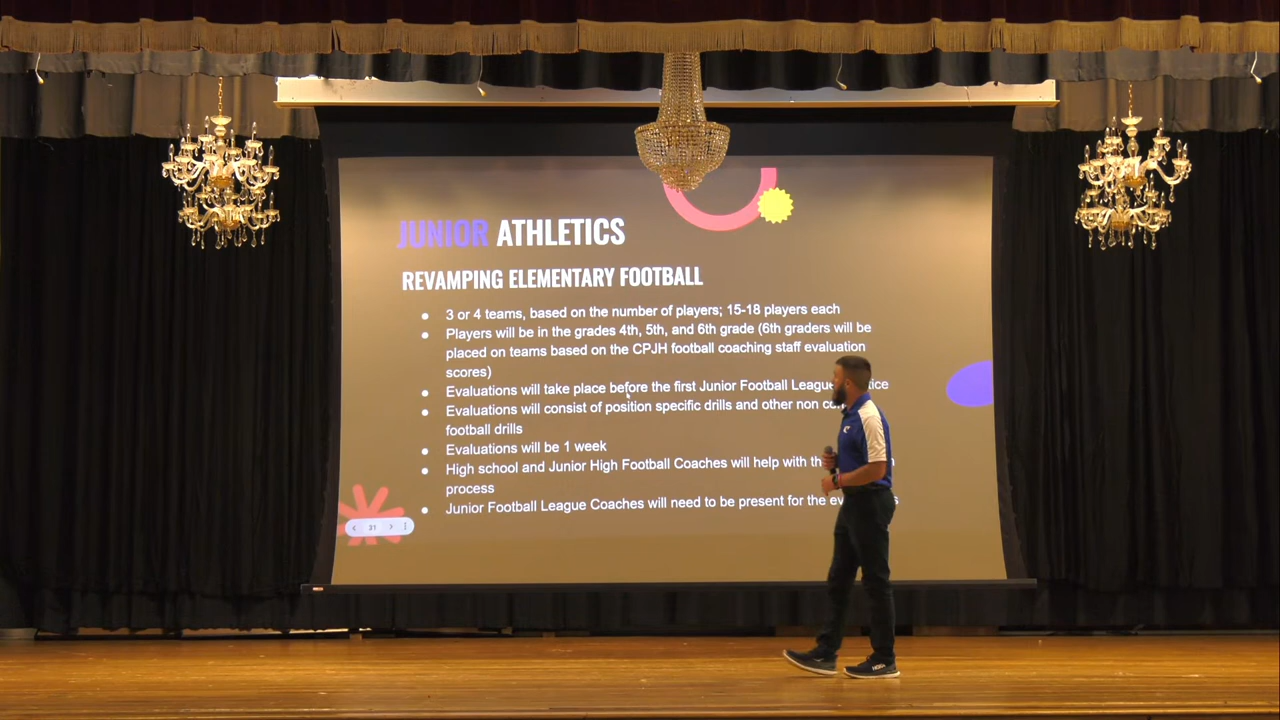 JUNIOR ATHLETICS
REVAMPING ELEMENTARY FOOTBALL
● 3 or 4 teams, based on the number of players; 15-18 players each
● Players will be in the grades 4th, 5th, and 6th grade (6th graders will be
placed on teams based on the CPJH football coaching staff evaluation
scores)
● Evaluations will take place before the first Junior Football League
● Evaluations will consist of position specific drills and other non
football drills
● Evaluations will be 1 week
● High school and Junior High Football Coaches will help with
process
● Junior Football League Coaches will need to be present for the
31
HOKA